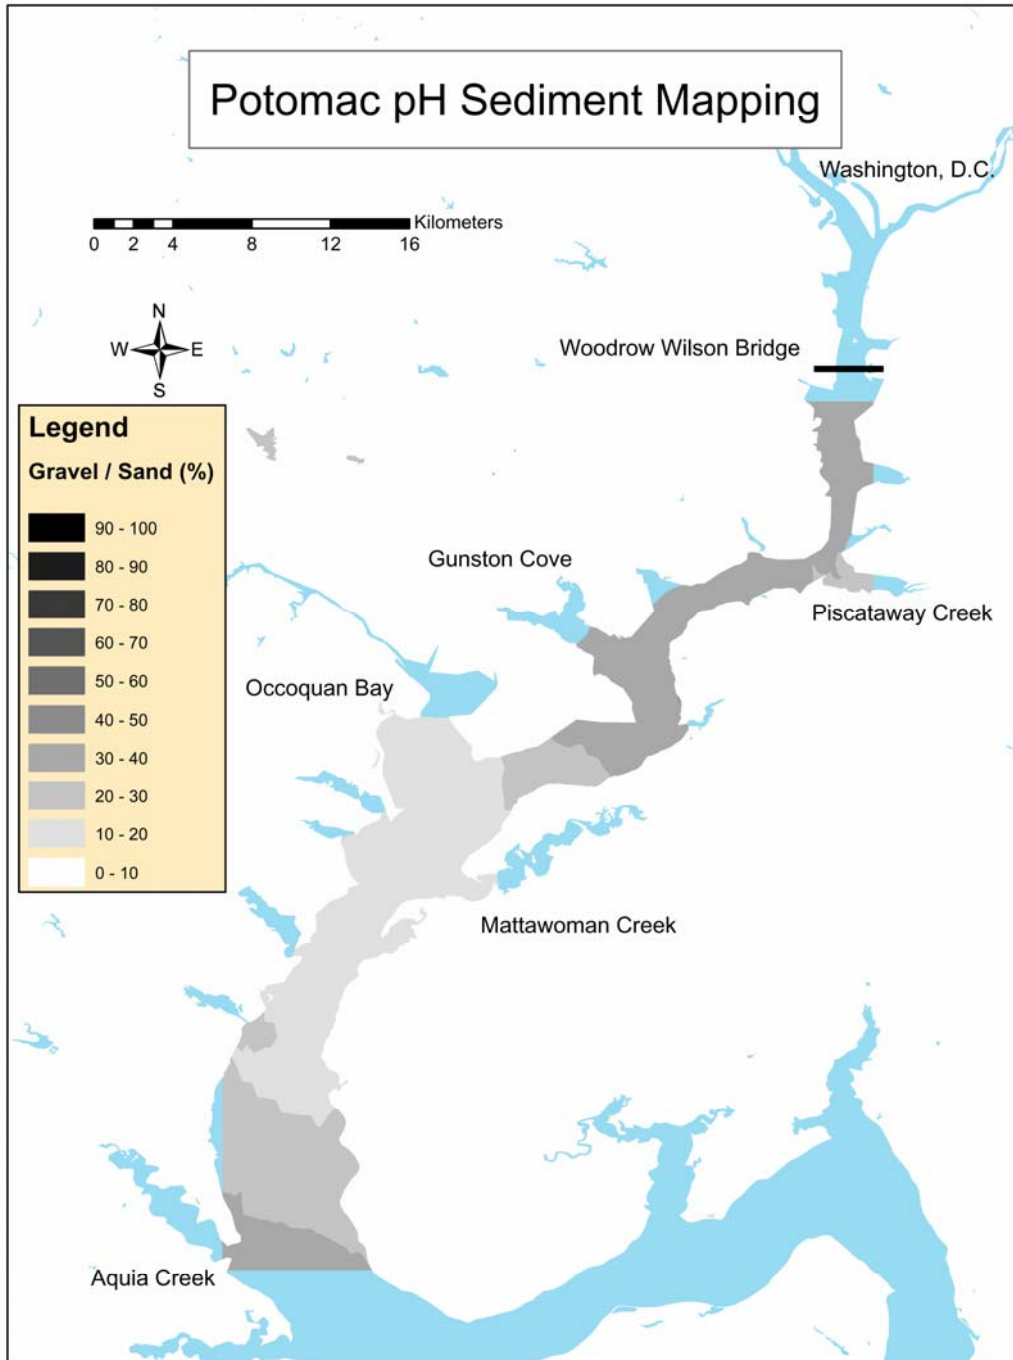 Potomac pH Sediment Mapping
Washington, D.C.
Kilometers
0 2 4 8 12 16
N
W E
S
Woodrow Wilson Bridge
Legend
Gravel / Sand (%)
90 - 100
80 - 90
70 - 80
60 - 70
50 - 60
40 - 50
30 - 40
20 - 30
10 - 20
0 - 10
Gunston Cove
Piscataway Creek
Occoquan Bay
Mattawoman Creek
Aquia Creek